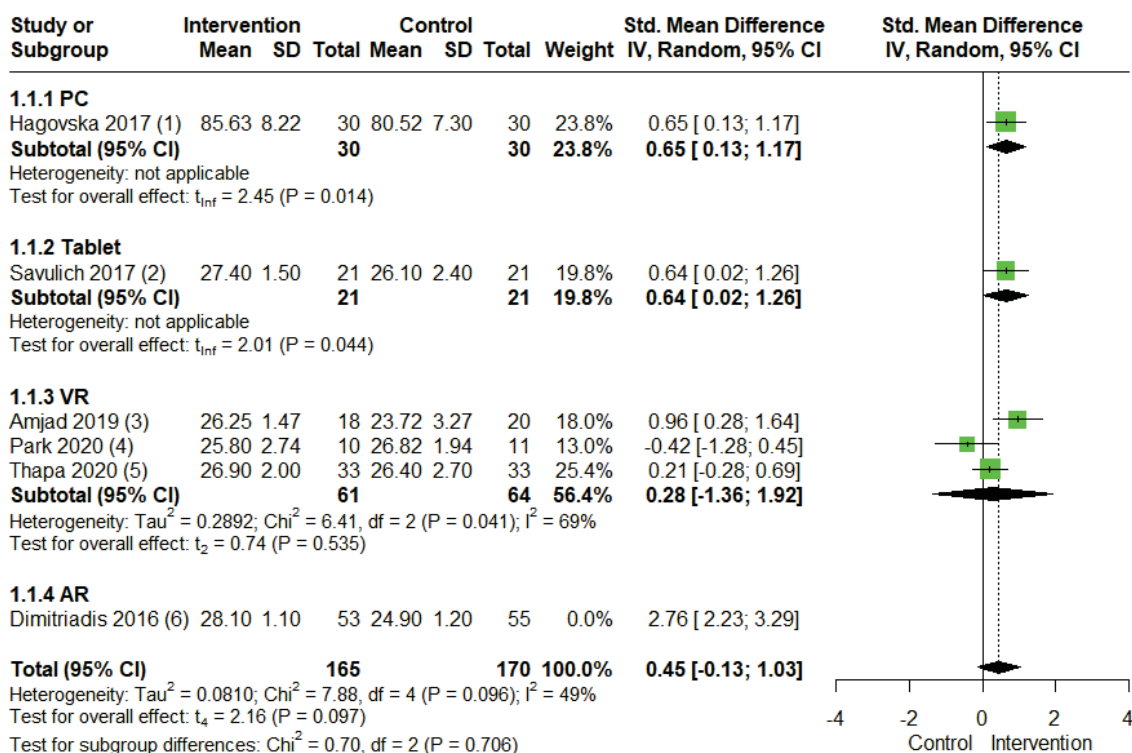 Study or Intervention Control Std. Mean Difference Std. Mean Difference
Subgroup Mean SD Total Mean SD Total Weight IV, Random, 95% CI IV, Random, 95% CI
1.1.1 PC
Hagovska 2017 (1) 85.63 8.22 30 80.52 7.30 30 23.8% 0.65 [ 0.13; 1.17]
Subtotal (95% CI) 30 30 23.8% 0.65 [ 0.13; 1.17]
Heterogeneity: not applicable
Test for overall effect: t_Inf = 2.45 (P = 0.014)
1.1.2 Tablet
Savulich 2017 (2) 27.40 1.50 21 26.10 2.40 21 19.8% 0.64 [ 0.02; 1.26]
Subtotal (95% CI) 21 21 19.8% 0.64 [ 0.02; 1.26]
Heterogeneity: not applicable
Test for overall effect: t_Inf = 2.01 (P = 0.044)
1.1.3 VR
Amjad 2019 (3) 26.25 1.47 18 23.72 3.27 20 18.0% 0.96 [ 0.28; 1.64]
Park 2020 (4) 25.80 2.74 10 26.82 1.94 11 13.0% -0.42 [-1.28; 0.45]
Thapa 2020 (5) 26.90 2.00 33 26.40 2.70 33 25.4% 0.21 [-0.28; 0.69]
Subtotal (95% CI) 61 64 56.4% 0.28 [-1.36; 1.92]
Heterogeneity: Tau² = 0.2892; Chi² = 6.41, df = 2 (P = 0.041); I² = 69%
Test for overall effect: t₂ = 0.74 (P = 0.535)
1.1.4 AR
Dimitriadis 2016 (6) 28.10 1.10 53 24.90 1.20 55 0.0% 2.76 [ 2.23; 3.29]
Total (95% CI) 165 170 100.0% 0.45 [-0.13; 1.03]
Heterogeneity: Tau² = 0.0810; Chi² = 7.88, df = 4 (P = 0.096); I² = 49%
Test for overall effect: t₄ = 2.16 (P = 0.097)
Test for subgroup differences: Chi² = 0.70, df = 2 (P = 0.706)
-4 -2 0 2 4
Control Intervention